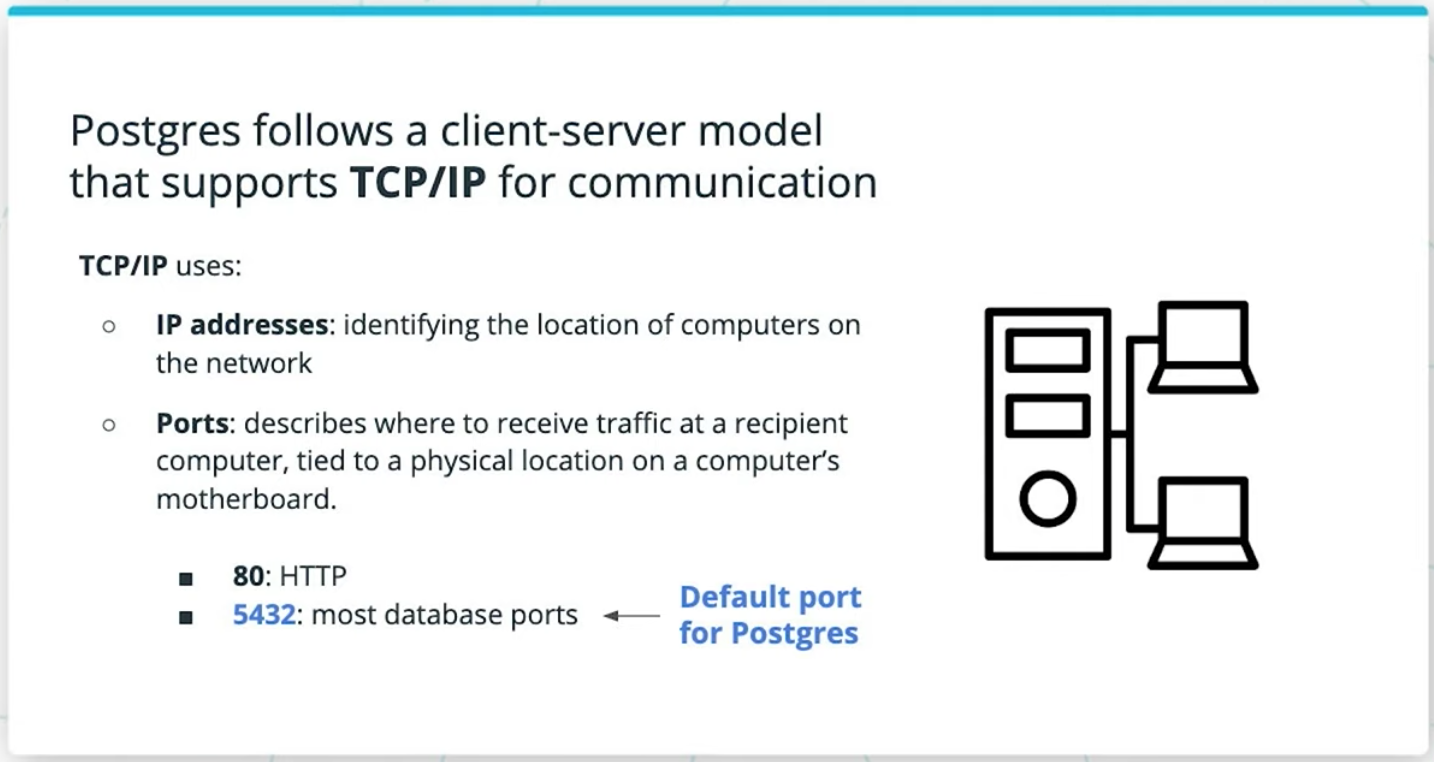 Postgres follows a client-server model
that supports TCP/IP for communication
TCP/IP uses:
○ IP addresses: identifying the location of computers on
the network
○ Ports: describes where to receive traffic at a recipient
computer, tied to a physical location on a computer’s
motherboard.
■ 80: HTTP
■ 5432: most database ports
Default port
for Postgres